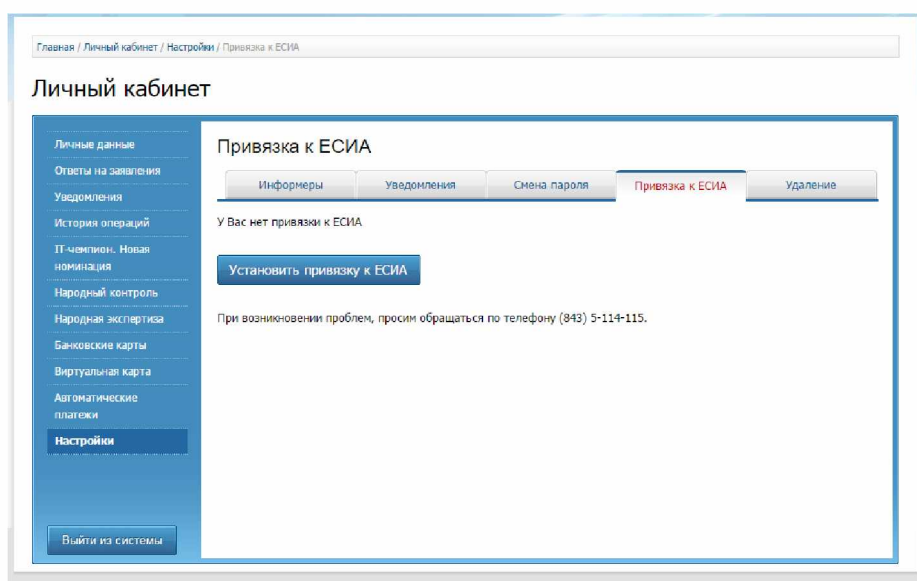 Главная / Личный кабинет / Настройки / Привязка к ЕСИА
Личный кабинет
Личные данные
Ответы на заявления
Уведомления
История операций
IT-чемпион. Новая
номинация
Народный контроль
Народная экспертиза
Банковские карты
Виртуальная карта
Автоматические
платежи
Настройки
Выйти из системы
Привязка к ЕСИА
Информеры
Уведомления
Смена пароля
Привязка к ЕСИА
Удаление
У Вас нет привязки к ЕСИА
Установить привязку к ЕСИА
При возникновении проблем, просим обращаться по телефону (843) 5-114-115.